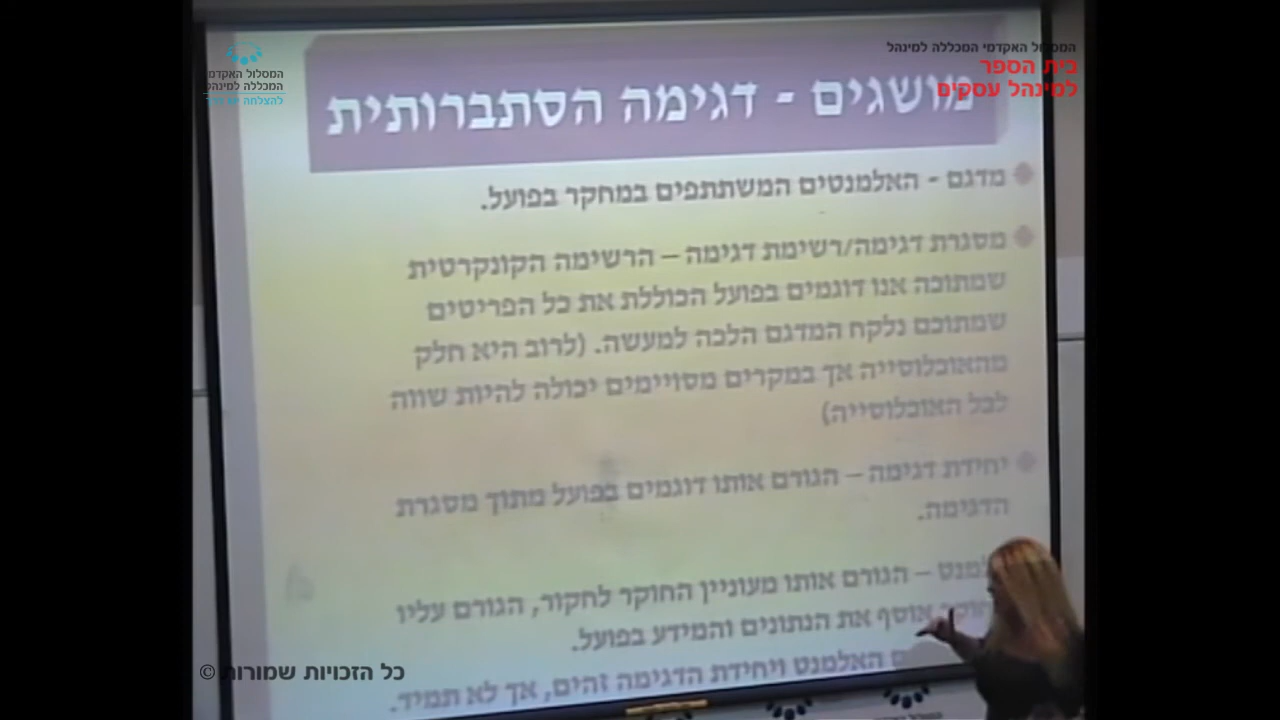 המסלול האקדמי המכללה למינהל
בית הספר
למינהל עסקים
המסלול האקדמי
המכללה למינהל
מושגים - דגימה הסתברותית
מדגם - האלמנטים המשתתפים במחקר בפועל.
מסגרת דגימה/רשימת דגימה – הרשימה הקונקרטית
שמתוכה אנו דוגמים בפועל הכוללת את כל הפריטים
שמתוכם נלקח המדגם הלכה למעשה. (לרוב היא חלק
מהאוכלוסייה אך במקרים מסויימים יכולה להיות שווה
לכל האוכלוסייה)
יחידת דגימה – הגורם אותו דוגמים בפועל מתוך מסגרת
הדגימה.
– הגורם אותו מעוניין החוקר לחקור, הגורם עליו
אוסף את הנתונים והמידע בפועל.
האלמנט ויחידת הדגימה זהים, אך לא תמיד.
כל הזכויות שמורות ©